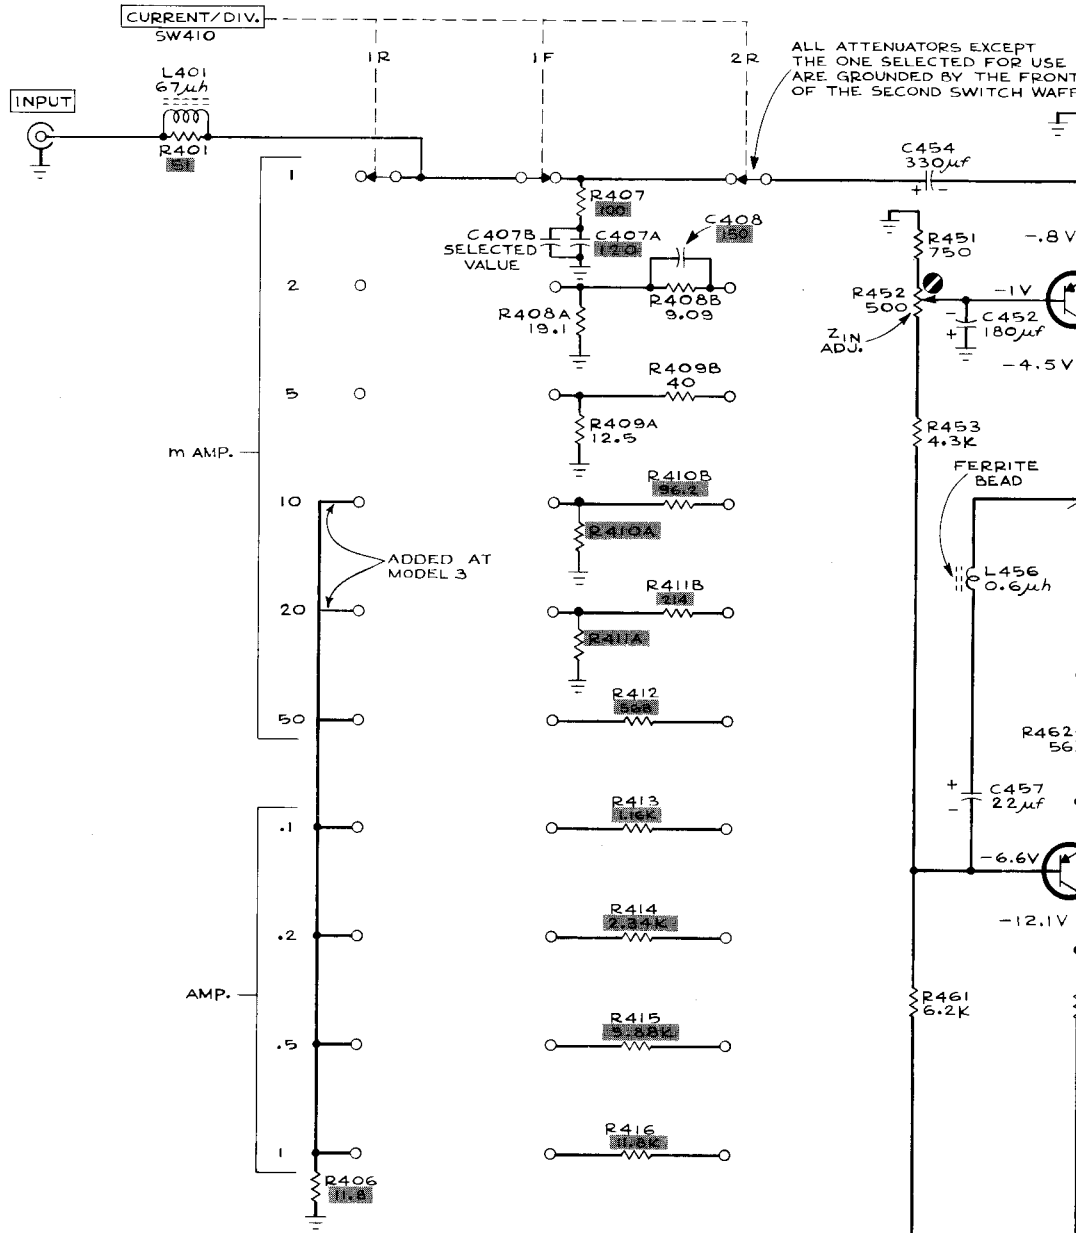 CURRENT/DIV.
SW410
1R
1F
2R
ALL ATTENUATORS EXCEPT
THE ONE SELECTED FOR USE
ARE GROUNDED BY THE FRONT
OF THE SECOND SWITCH WAFF
L401
67µh
INPUT
R401
51
C454
330µf
+ -
1
R407
100
C408
150
C407B
SELECTED
VALUE
C407A
120
R451
750
-.8V
2
R408A
19.1
R408B
9.09
R452
500
-1V
ZIN
ADJ.
-
+
C452
180µf
-4.5V
5
R409B
40
R409A
12.5
R453
4.3K
m AMP.
FERRITE
BEAD
10
R410B
96.2
R410A
ADDED AT
MODEL 3
L456
0.6µh
20
R411B
214
R411A
50
R412
568
R462
56
+
-
C457
22µf
.1
R413
1.16K
-6.6V
.2
R414
2.34K
-12.1V
AMP.
R461
6.2K
.5
R415
5.88K
1
R416
11.8K
R406
11.8